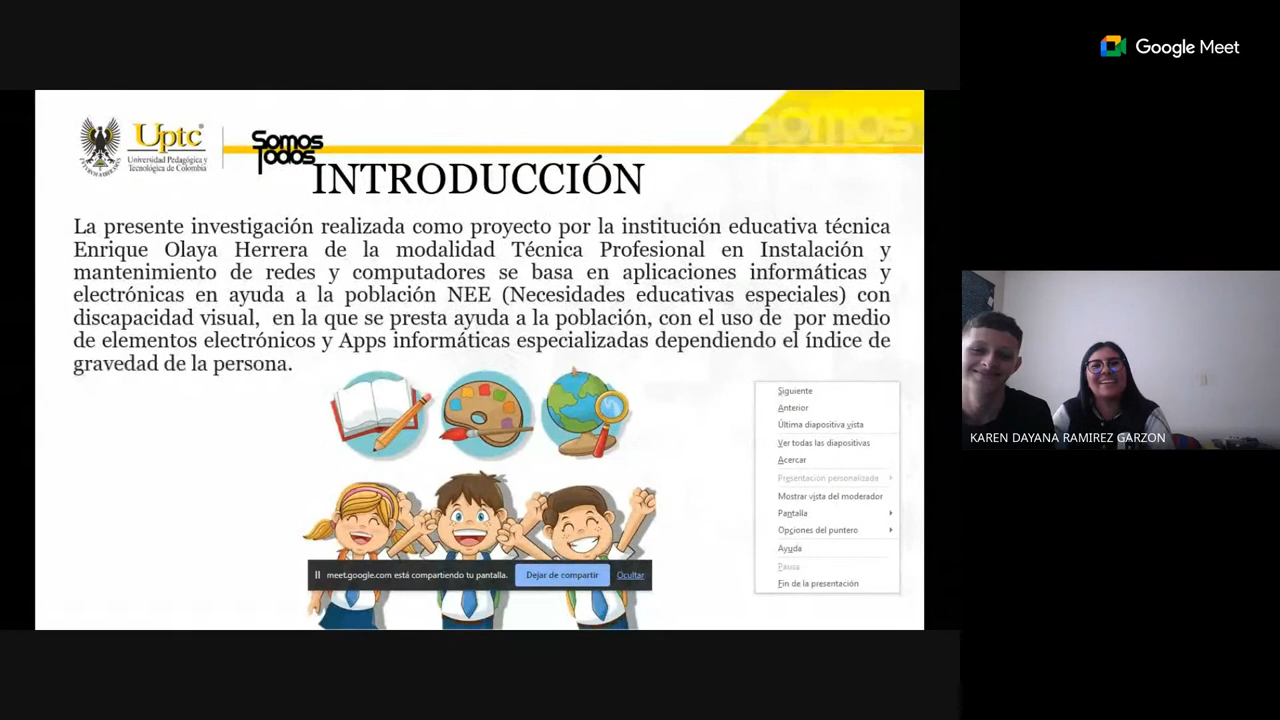 Google Meet
Uptc
Universidad Pedagógica y
Tecnológica de Colombia
Somos
Todos
Somos
INTRODUCCIÓN
La presente investigación realizada como proyecto por la institución educativa técnica
Enrique Olaya Herrera de la modalidad Técnica Profesional en Instalación y
mantenimiento de redes y computadores se basa en aplicaciones informáticas y
electrónicas en ayuda a la población NEE (Necesidades educativas especiales) con
discapacidad visual, en la que se presta ayuda a la población, con el uso de por medio
de elementos electrónicos y Apps informáticas especializadas dependiendo el índice de
gravedad de la persona.
Siguiente
Anterior
Última diapositiva vista
Ver todas las diapositivas
Acercar
Presentación personalizada
Mostrar vista del moderador
Pantalla
Opciones del puntero
Ayuda
Pausa
Fin de la presentación
meet.google.com está compartiendo tu pantalla. Dejar de compartir Ocultar
KAREN DAYANA RAMIREZ GARZON